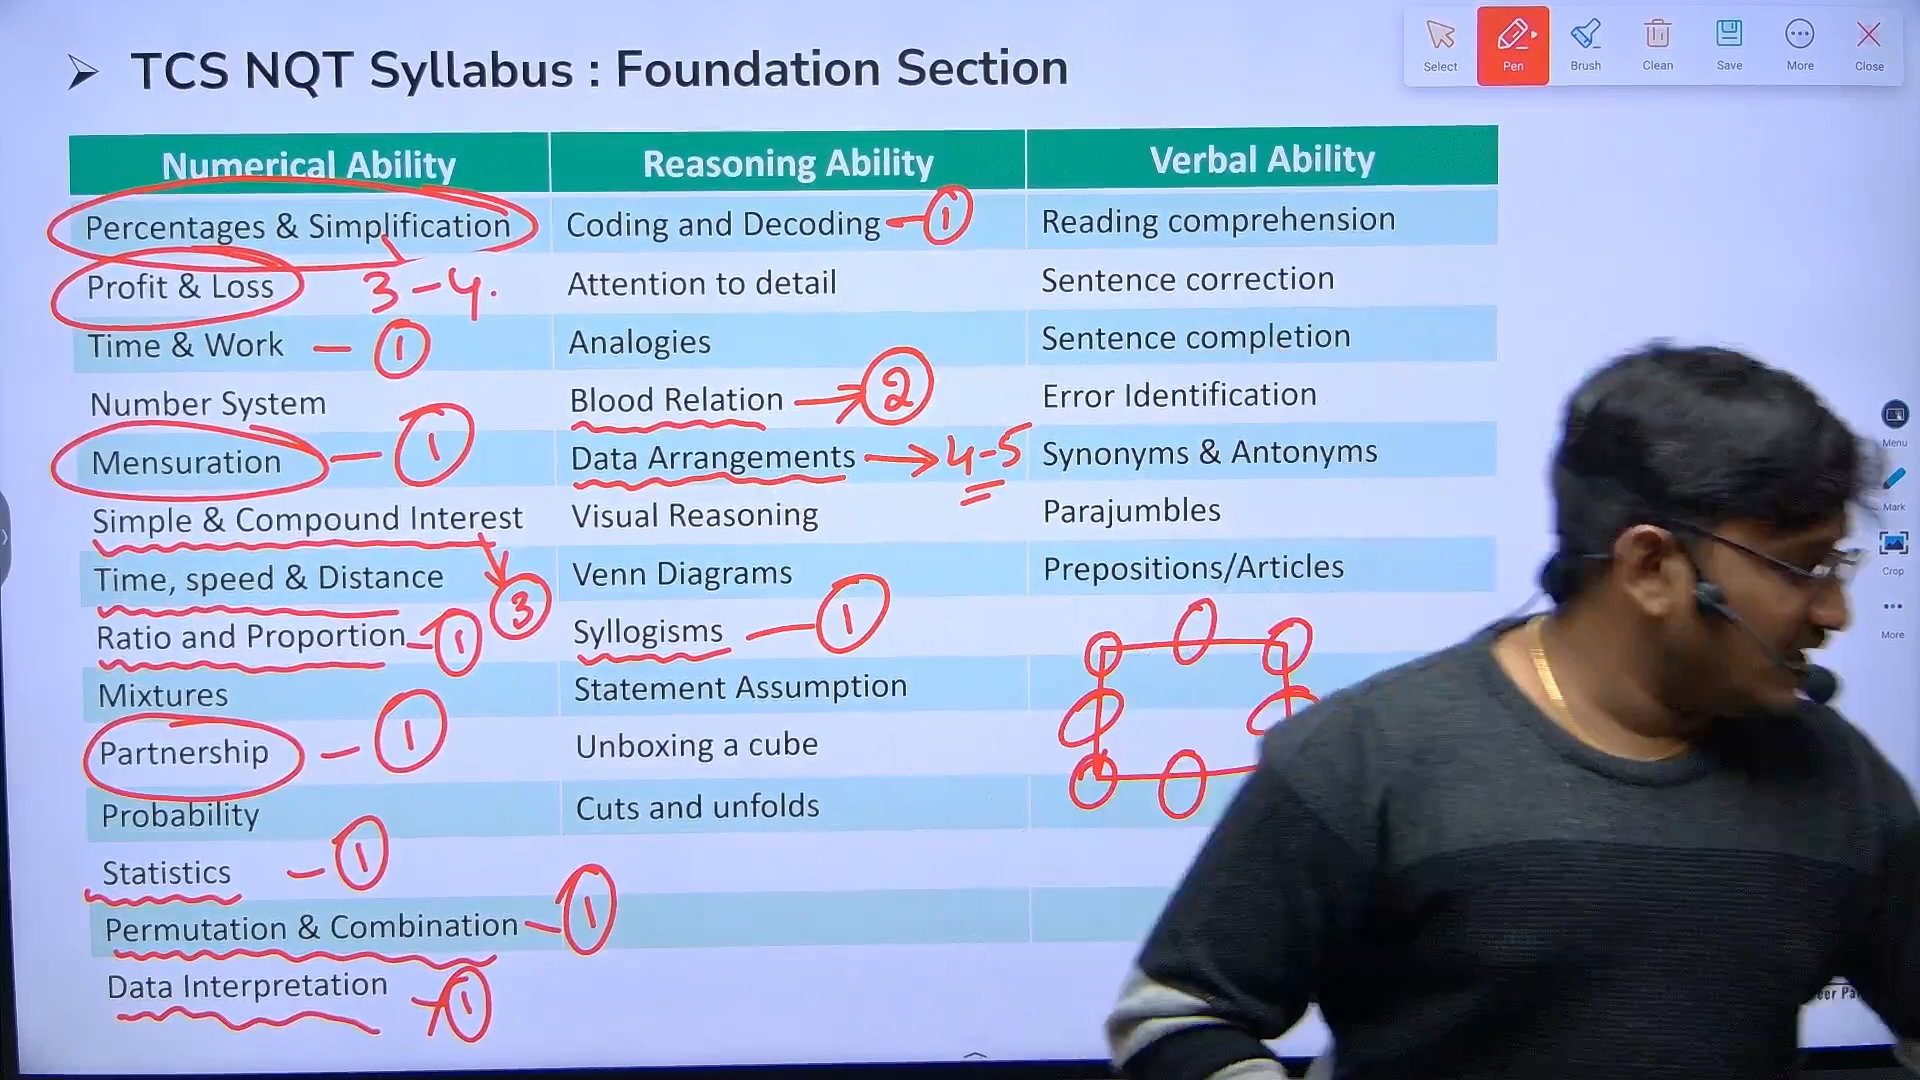 ➢ TCS NQT Syllabus : Foundation Section
Select Pen Brush Clean Save More Close
Numerical Ability Reasoning Ability Verbal Ability
Percentages & Simplification Coding and Decoding – 1 Reading comprehension
Profit & Loss 3-4. Attention to detail Sentence correction
Time & Work – 1 Analogies Sentence completion
Number System Blood Relation → 2 Error Identification
Menu
Mensuration – 1 Data Arrangements → 4-5 Synonyms & Antonyms
Mark
Simple & Compound Interest Visual Reasoning Parajumbles
Crop
Time, speed & Distance 3 Venn Diagrams Prepositions/Articles
More
Ratio and Proportion – 1 Syllogisms – 1
Mixtures Statement Assumption
Partnership – 1 Unboxing a cube
Probability Cuts and unfolds
Statistics – 1
Permutation & Combination – 1
Data Interpretation 1